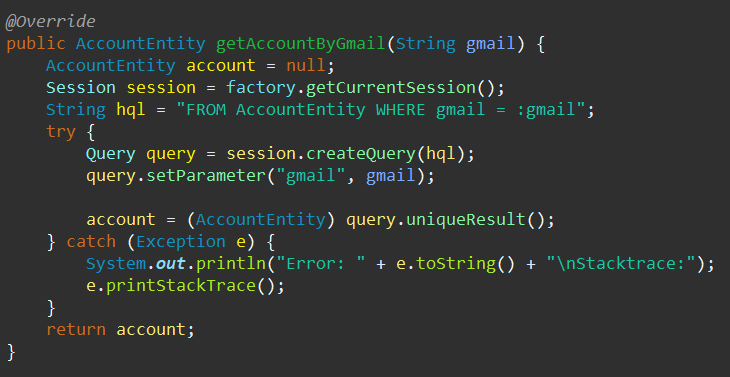 @Override
public AccountEntity getAccountByGmail(String gmail) {
    AccountEntity account = null;
    Session session = factory.getCurrentSession();
    String hql = "FROM AccountEntity WHERE gmail = :gmail";
    try {
        Query query = session.createQuery(hql);
        query.setParameter("gmail", gmail);

        account = (AccountEntity) query.uniqueResult();
    } catch (Exception e) {
        System.out.println("Error: " + e.toString() + "\nStacktrace:");
        e.printStackTrace();
    }
    return account;
}